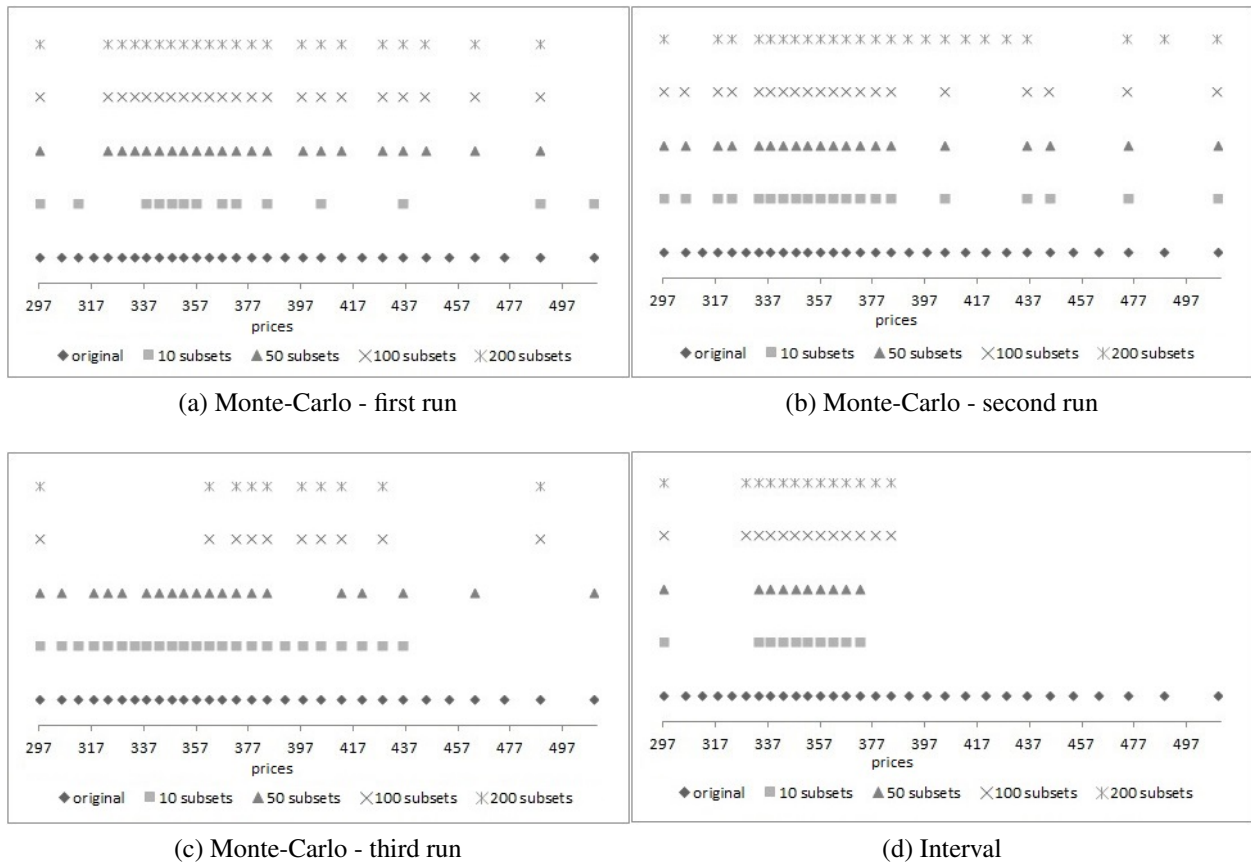 297 317 337 357 377 397 417 437 457 477 497
prices
original 10 subsets 50 subsets 100 subsets 200 subsets
(a) Monte-Carlo - first run
297 317 337 357 377 397 417 437 457 477 497
prices
original 10 subsets 50 subsets 100 subsets 200 subsets
(b) Monte-Carlo - second run
297 317 337 357 377 397 417 437 457 477 497
prices
original 10 subsets 50 subsets 100 subsets 200 subsets
(c) Monte-Carlo - third run
297 317 337 357 377 397 417 437 457 477 497
prices
original 10 subsets 50 subsets 100 subsets 200 subsets
(d) Interval